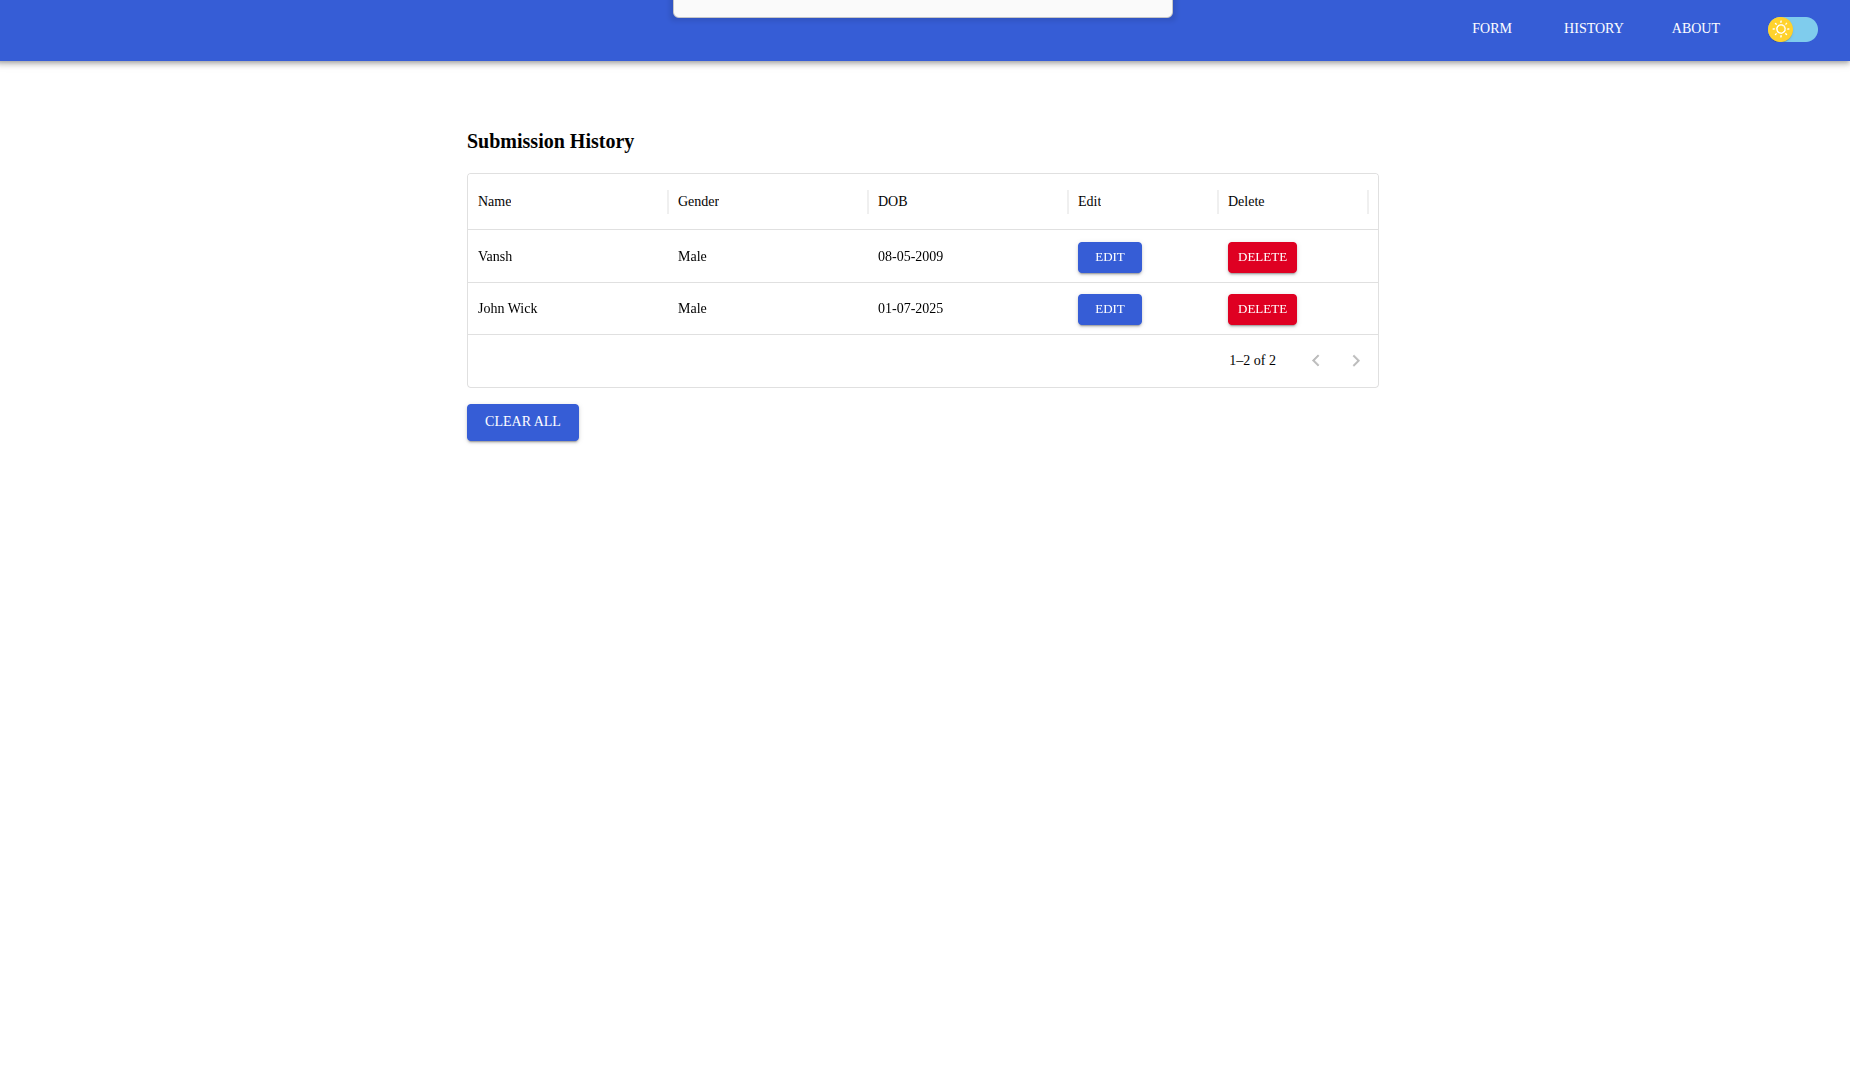 FORM HISTORY ABOUT
Submission History
Name Gender DOB Edit Delete
Vansh Male 08-05-2009 EDIT DELETE
John Wick Male 01-07-2025 EDIT DELETE
1–2 of 2
CLEAR ALL